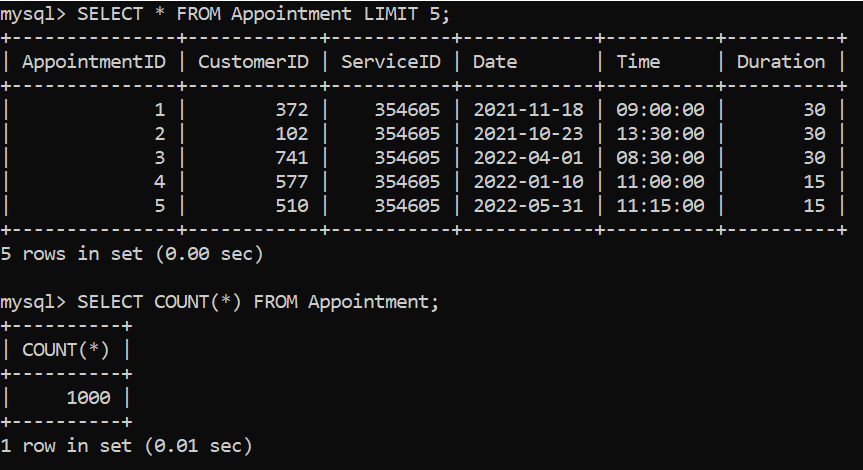 mysql> SELECT * FROM Appointment LIMIT 5;
+---------------+------------+-----------+------------+----------+----------+
| AppointmentID | CustomerID | ServiceID | Date       | Time     | Duration |
+---------------+------------+-----------+------------+----------+----------+
|             1 |        372 |    354605 | 2021-11-18 | 09:00:00 |       30 |
|             2 |        102 |    354605 | 2021-10-23 | 13:30:00 |       30 |
|             3 |        741 |    354605 | 2022-04-01 | 08:30:00 |       30 |
|             4 |        577 |    354605 | 2022-01-10 | 11:00:00 |       15 |
|             5 |        510 |    354605 | 2022-05-31 | 11:15:00 |       15 |
+---------------+------------+-----------+------------+----------+----------+
5 rows in set (0.00 sec)

mysql> SELECT COUNT(*) FROM Appointment;
+----------+
| COUNT(*) |
+----------+
|     1000 |
+----------+
1 row in set (0.01 sec)